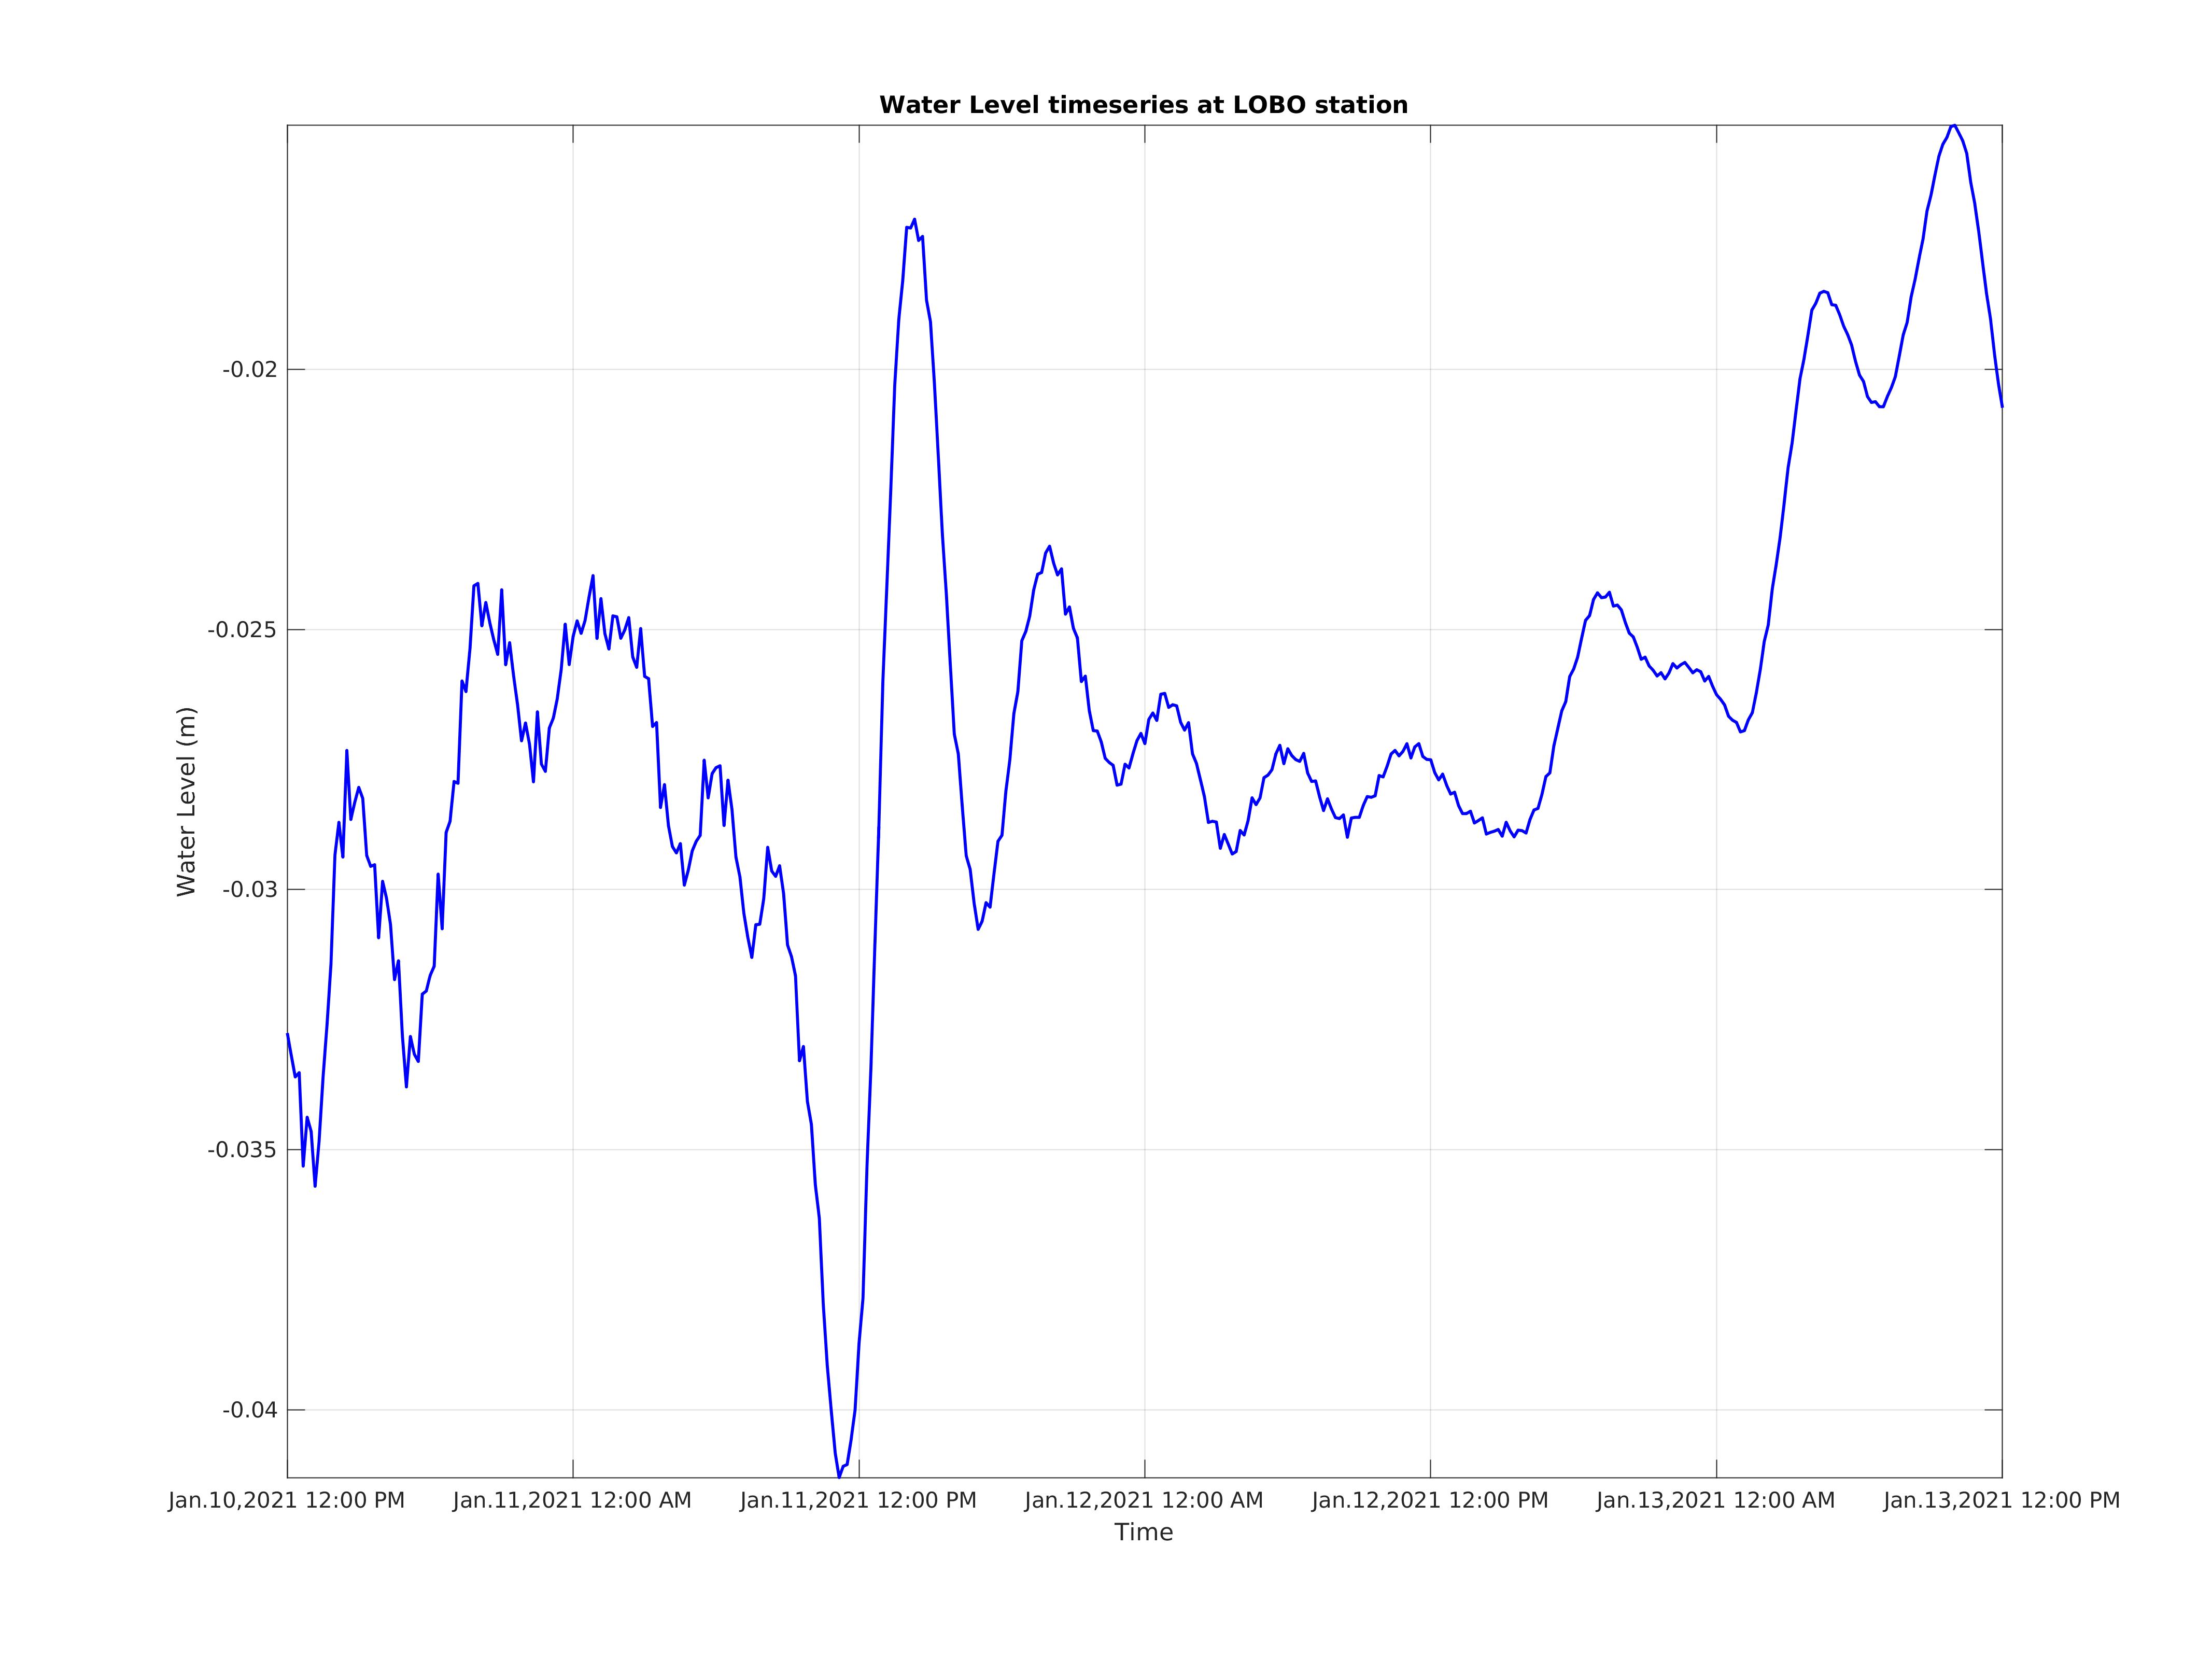 Water Level timeseries at LOBO station
-0.02
-0.025
-0.03
-0.035
-0.04
Water Level (m)
Jan.10,2021 12:00 PM
Jan.11,2021 12:00 AM
Jan.11,2021 12:00 PM
Jan.12,2021 12:00 AM
Jan.12,2021 12:00 PM
Jan.13,2021 12:00 AM
Jan.13,2021 12:00 PM
Time